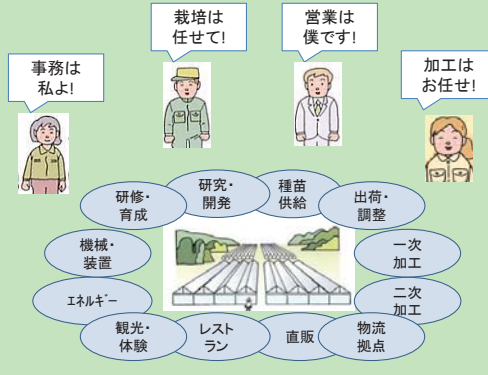 事務は
私よ!
栽培は
任せて!
営業は
僕です!
加工は
お任せ!
研修・
育成
研究・
開発
種苗
供給
出荷・
調整
機械・
装置
一次
加工
エネルギー
二次
加工
観光・
体験
レスト
ラン
直販
物流
拠点